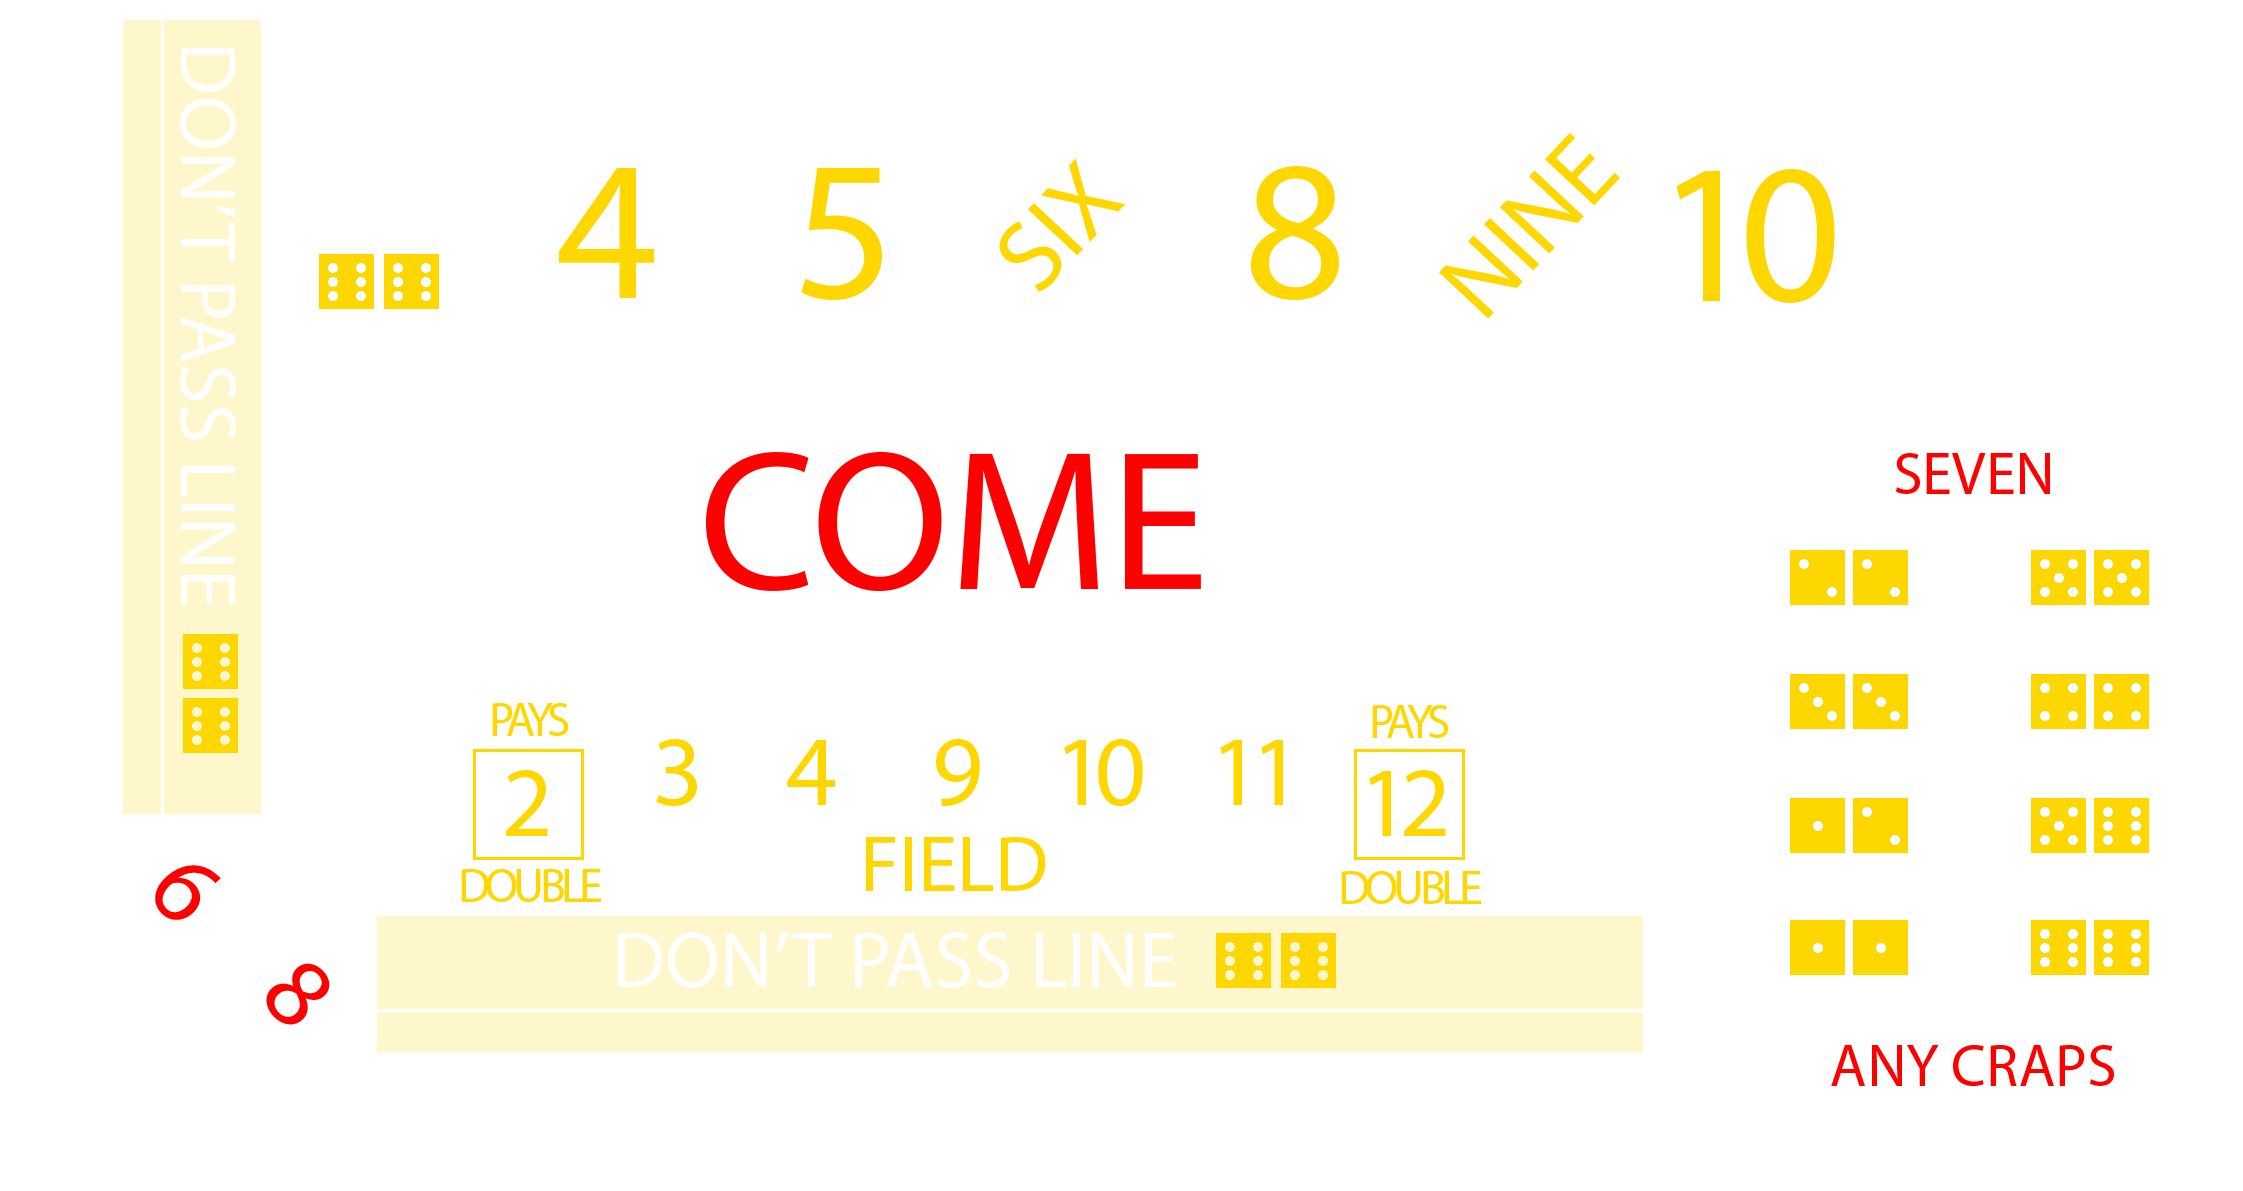 DON'T PASS LINE
4 5 SIX 8 NINE 10
COME
SEVEN
PAYS
2
DOUBLE
3 4 9 10 11
FIELD
PAYS
12
DOUBLE
6
8
DON'T PASS LINE
ANY CRAPS